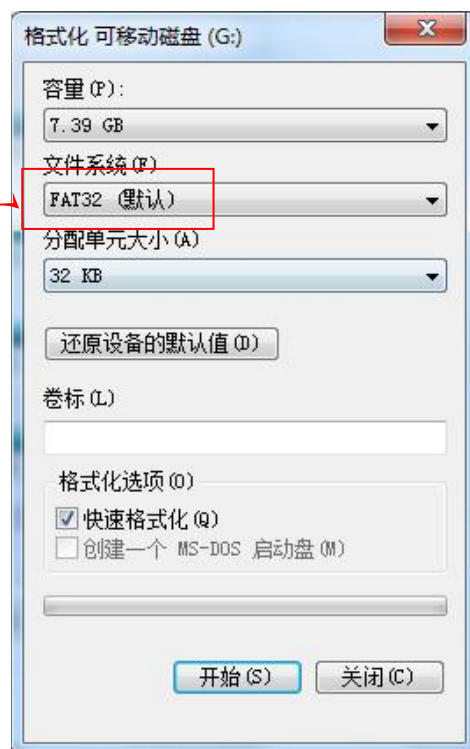 格式化 可移动磁盘 (G:)
容量(P):
7.39 GB
文件系统(F)
FAT32 (默认)
分配单元大小(A)
32 KB
还原设备的默认值(D)
卷标(L)
格式化选项(O)
快速格式化(Q)
创建一个 MS-DOS 启动盘(M)
开始(S) 关闭(C)